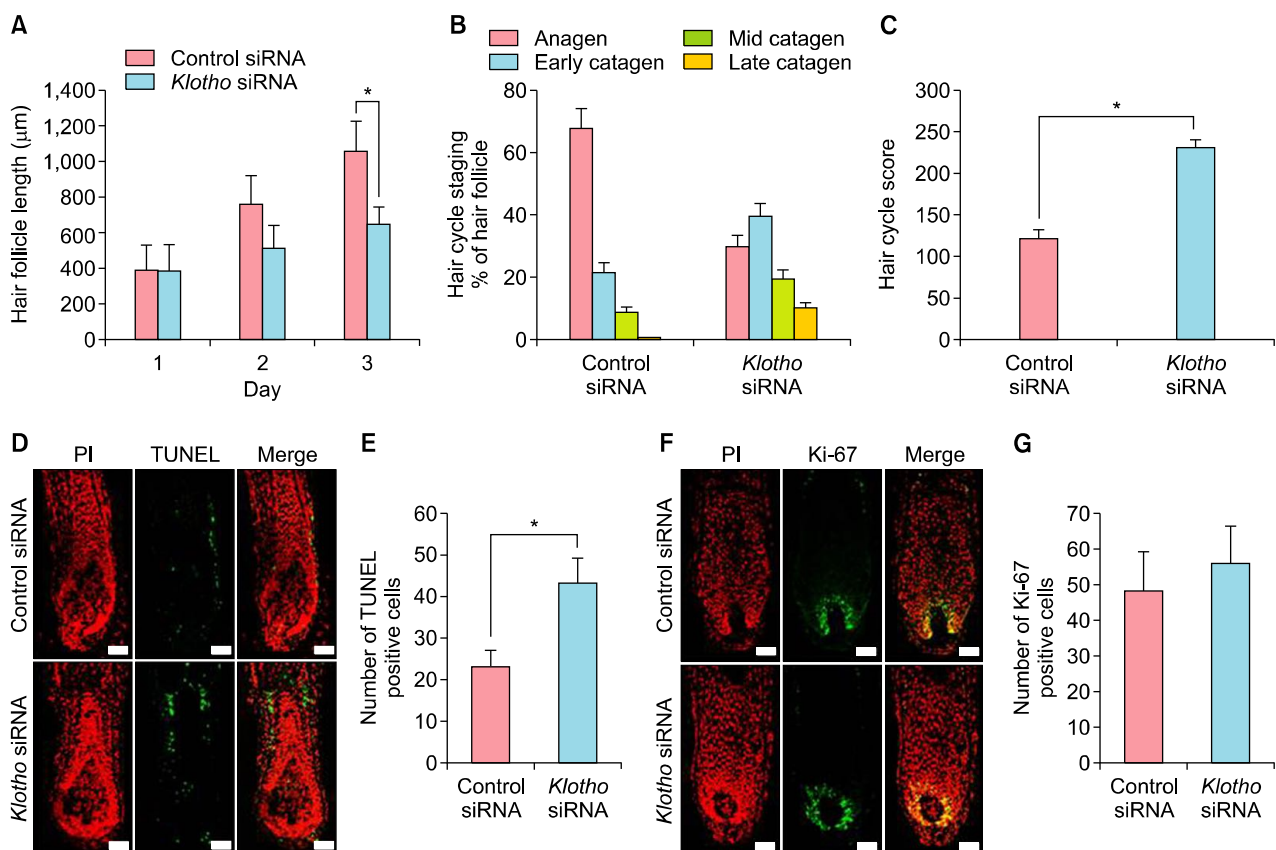 A
Control siRNA
Klotho siRNA
Hair follicle length (μm)
1,400
1,200
1,000
800
600
400
200
0
*
1 2 3
Day
B
Anagen
Early catagen
Mid catagen
Late catagen
Hair cycle staging
% of hair follicle
80
60
40
20
0
Control
siRNA
Klotho
siRNA
C
Hair cycle score
300
250
200
150
100
50
0
*
Control
siRNA
Klotho
siRNA
D
PI TUNEL Merge
Control siRNA
Klotho siRNA
E
Number of TUNEL
positive cells
60
50
40
30
20
10
0
*
Control
siRNA
Klotho
siRNA
F
PI Ki-67 Merge
Control siRNA
Klotho siRNA
G
Number of Ki-67
positive cells
70
60
50
40
30
20
10
0
Control
siRNA
Klotho
siRNA